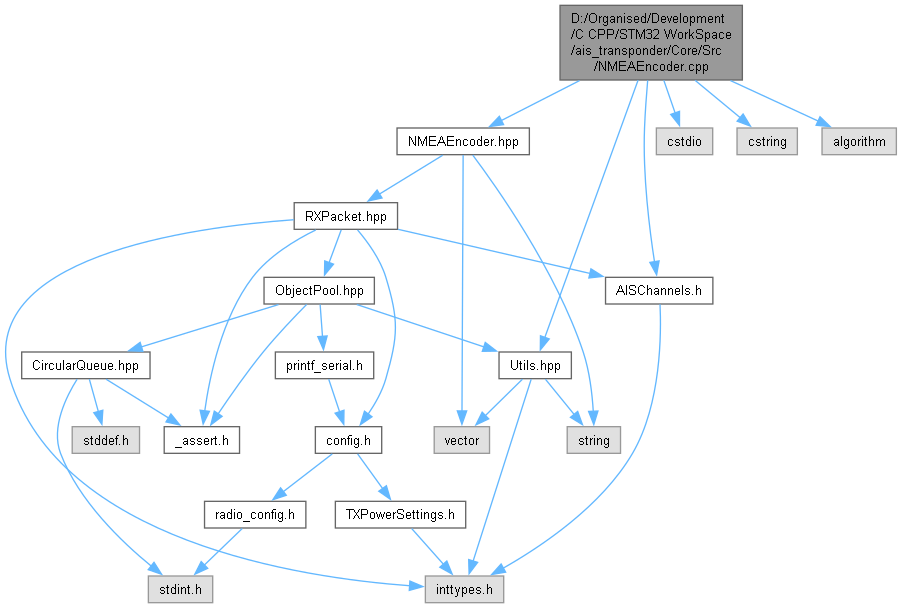 D:/Organised/Development
/C CPP/STM32 WorkSpace
/ais_transponder/Core/Src
/NMEAEncoder.cpp
NMEAEncoder.hpp
cstdio
cstring
algorithm
RXPacket.hpp
ObjectPool.hpp
AISChannels.h
CircularQueue.hpp
printf_serial.h
Utils.hpp
stddef.h
_assert.h
config.h
vector
string
radio_config.h
TXPowerSettings.h
stdint.h
inttypes.h